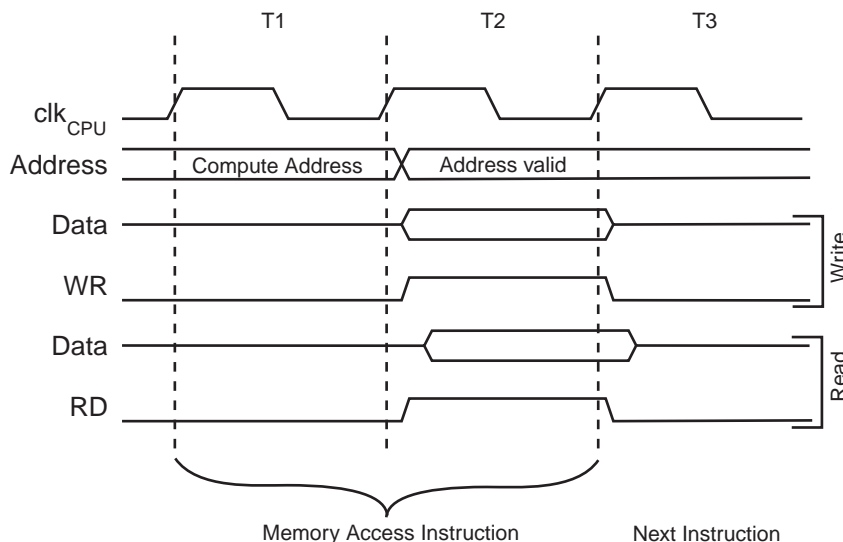 T1 T2 T3
clkCPU
Address Compute Address Address valid
Data
WR
Write
Data
RD
Read
Memory Access Instruction Next Instruction